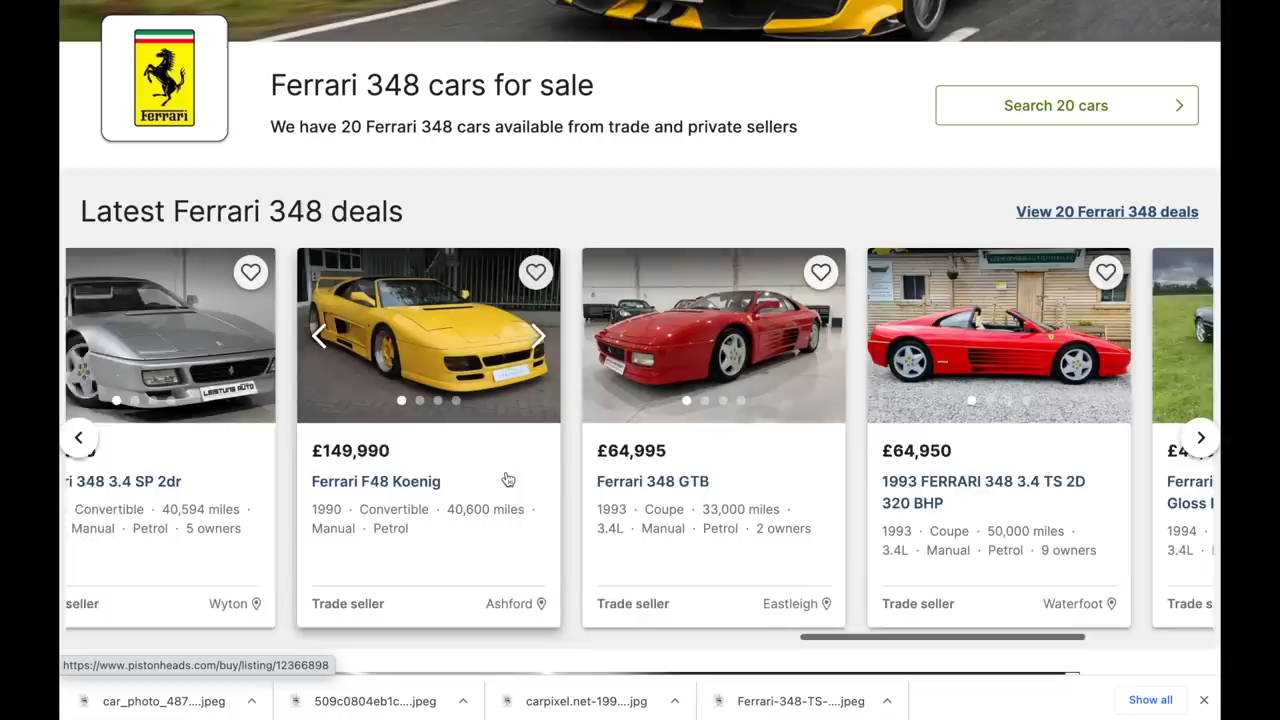 Ferrari
Ferrari 348 cars for sale
We have 20 Ferrari 348 cars available from trade and private sellers
Search 20 cars
Latest Ferrari 348 deals
View 20 Ferrari 348 deals
LEISTUNG AUTO
i 348 3.4 SP 2dr
Convertible · 40,594 miles ·
Manual · Petrol · 5 owners
seller
Wyton
£149,990
Ferrari F48 Koenig
1990 · Convertible · 40,600 miles ·
Manual · Petrol
Trade seller
Ashford
£64,995
Ferrari 348 GTB
1993 · Coupe · 33,000 miles ·
3.4L · Manual · Petrol · 2 owners
Trade seller
Eastleigh
£64,950
1993 FERRARI 348 3.4 TS 2D
320 BHP
1993 · Coupe · 50,000 miles ·
3.4L · Manual · Petrol · 9 owners
Trade seller
Waterfoot
£4
Ferrari
Gloss
1994 ·
3.4L ·
Trade s
https://www.pistonheads.com/buy/listing/12366898
car_photo_487....jpeg
509c0804eb1c....jpeg
carpixel.net-199....jpg
Ferrari-348-TS-....jpeg
Show all